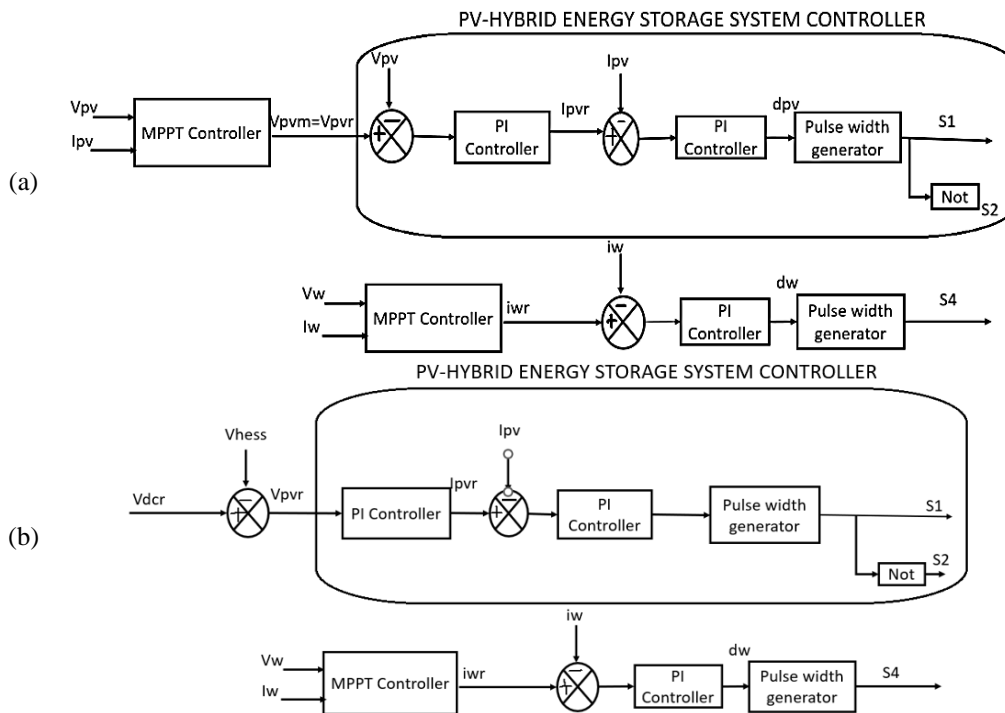 PV-HYBRID ENERGY STORAGE SYSTEM CONTROLLER
Vpv
Ipv
Vpv
Ipv
MPPT Controller
Vpvm=Vpvr
+
−
PI
Controller
Ipvr
+
-
PI
Controller
dpv
Pulse width
generator
S1
Not
S2
(a)
iw
Vw
Iw
MPPT Controller
iwr
+
−
PI
Controller
dw
Pulse width
generator
S4
PV-HYBRID ENERGY STORAGE SYSTEM CONTROLLER
Vhess
Ipv
Vdcr
+
−
Vpvr
PI Controller
Ipvr
+
−
PI
Controller
Pulse width
generator
S1
Not
S2
(b)
iw
Vw
Iw
MPPT Controller
iwr
+
−
PI
Controller
dw
Pulse width
generator
S4